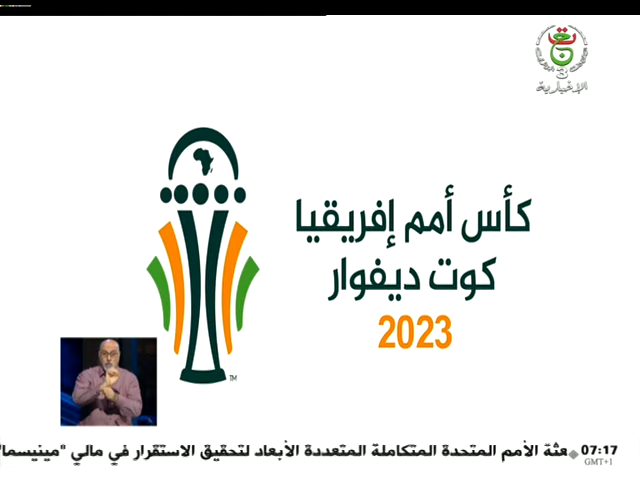 الإخبارية
كأس أمم إفريقيا
كوت ديفوار
2023
TM
07:17
GMT+1
عثة الأمم المتحدة المتكاملة المتعددة الأبعاد لتحقيق الاستقرار في مالي "مينيسما"